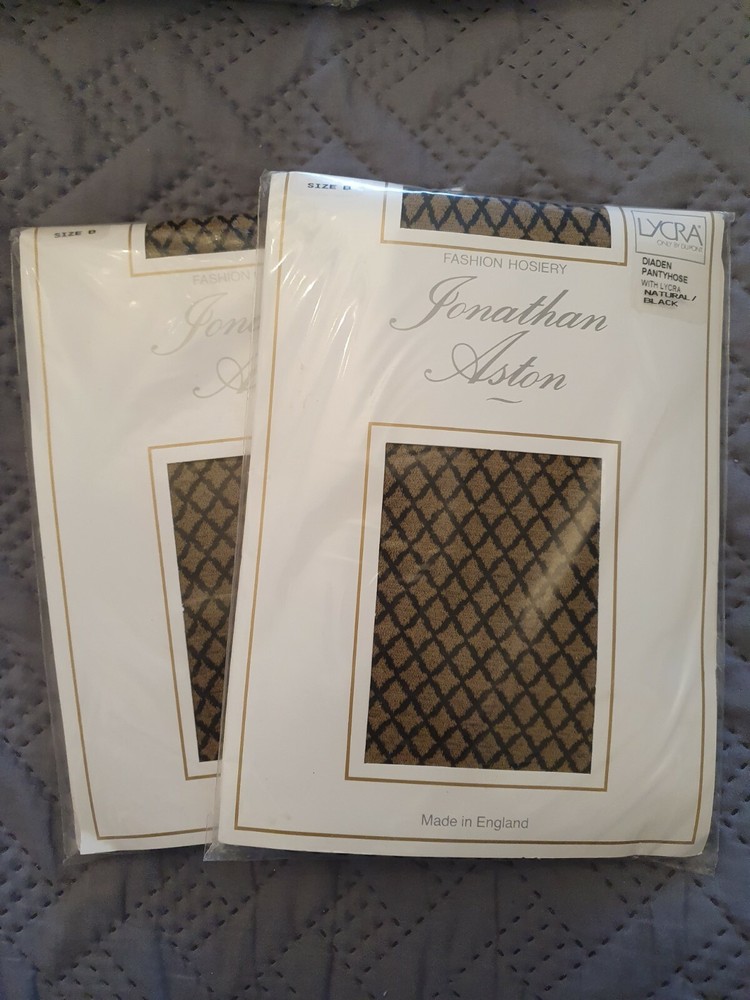 SIZE B
FASHION HOSIERY
Jonathan
Aston
Made in England
LYCRA
ONLY BY DUPONT
DIADEN
PANTYHOSE
WITH LYCRA
NATURAL/
BLACK
SIZE
FASHION
Jona
A